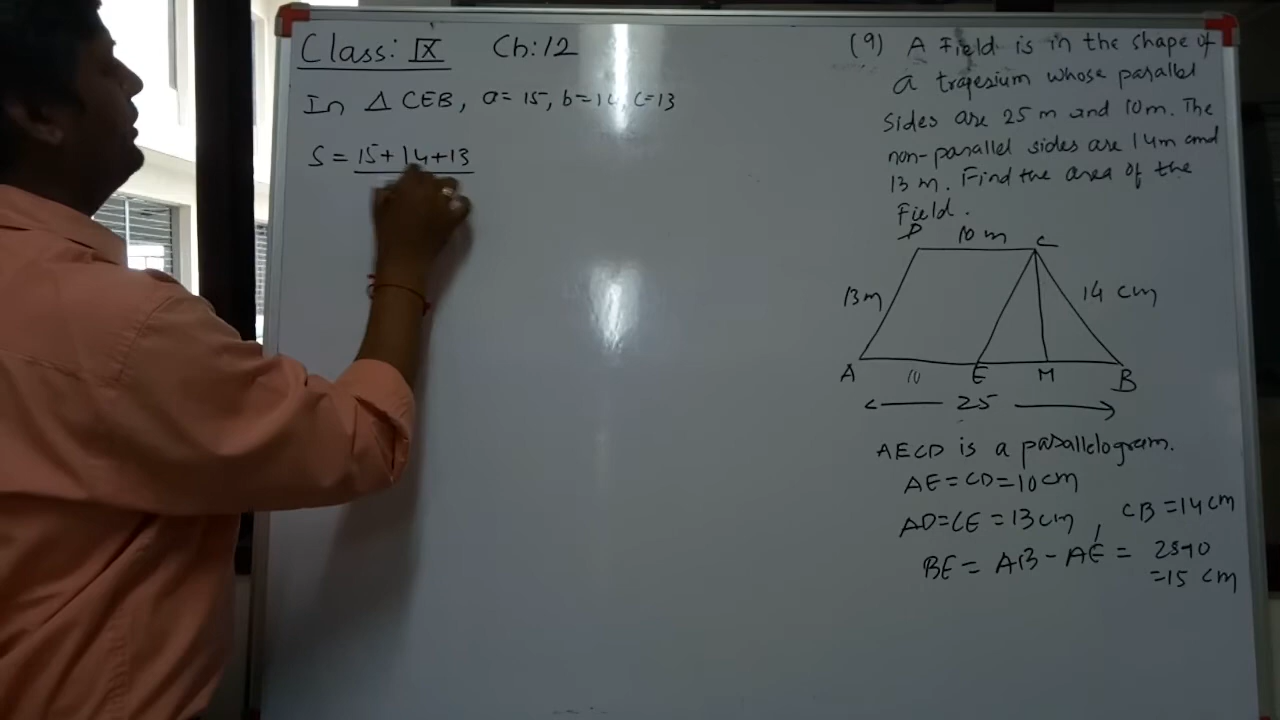 Class: IX Ch: 12
In Δ CEB, a = 15, b = 14, c = 13
S = 15 + 14 + 13
(9) A Field is in the shape of
a trapesium whose parallel
sides are 25 m and 10m. The
non-parallel sides are 14m and
13 m. Find the area of the
Field.
D 10 m C
13m 14 cm
A 10 E M B
25
AECD is a parallelogram.
AE = CD = 10 cm
AD = CE = 13 cm, CB = 14 cm
BE = AB - AE = 25-10
= 15 cm